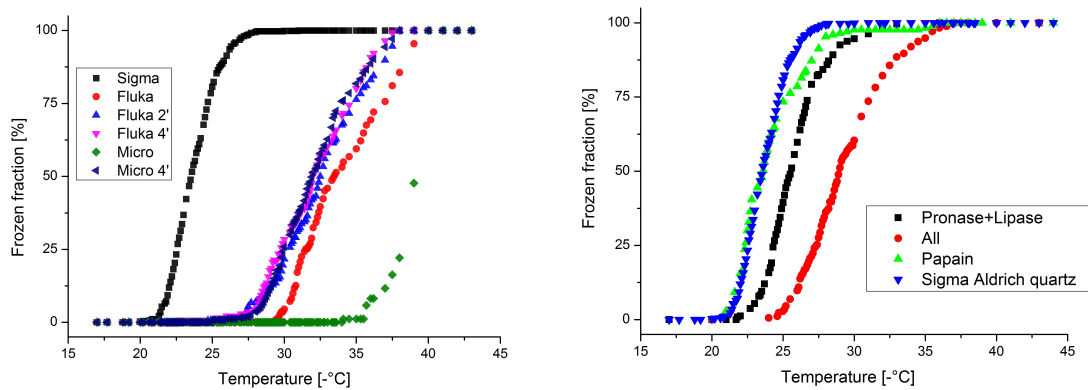 100
75
50
25
0
Frozen fraction [%]
Sigma
Fluka
Fluka 2'
Fluka 4'
Micro
Micro 4'
15 20 25 30 35 40 45
Temperature [-°C]
100
75
50
25
0
Frozen fraction [%]
Pronase+Lipase
All
Papain
Sigma Aldrich quartz
15 20 25 30 35 40 45
Temperature [-°C]